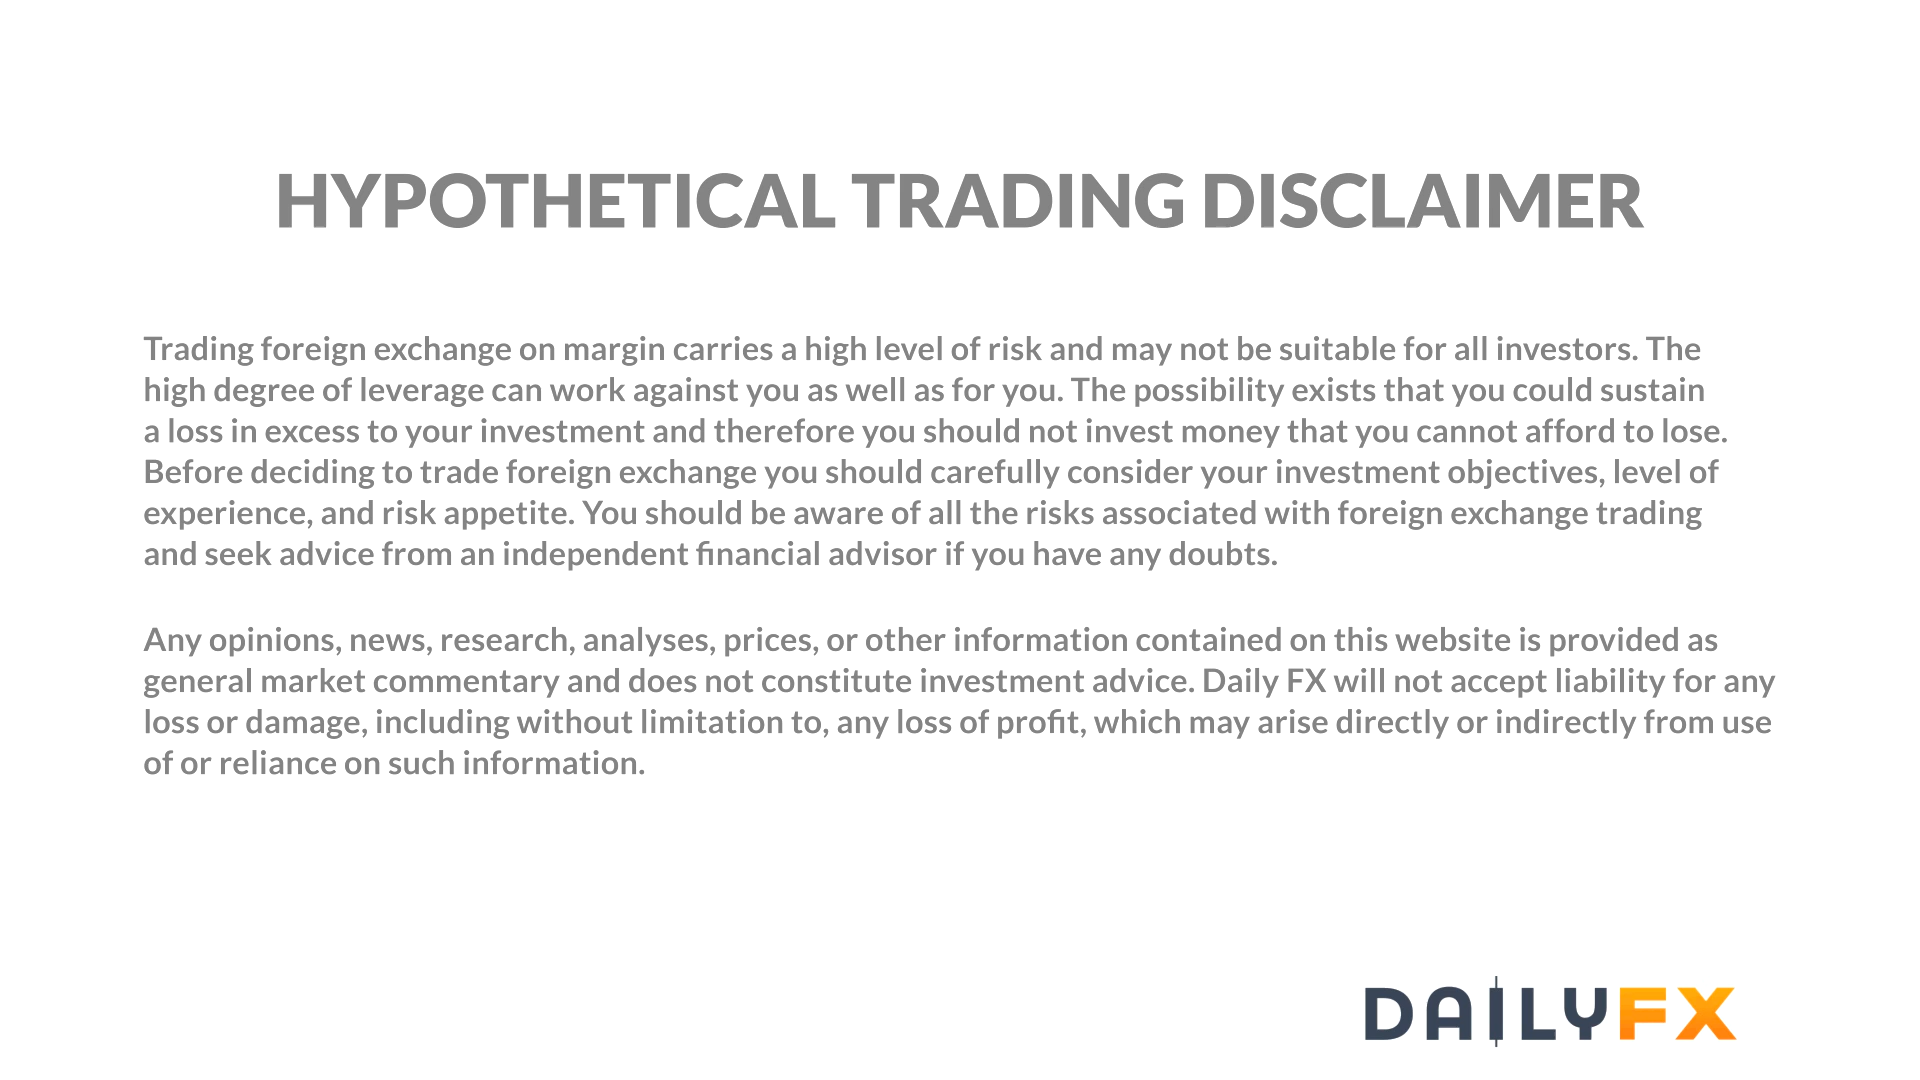 HYPOTHETICAL TRADING DISCLAIMER
Trading foreign exchange on margin carries a high level of risk and may not be suitable for all investors. The
high degree of leverage can work against you as well as for you. The possibility exists that you could sustain
a loss in excess to your investment and therefore you should not invest money that you cannot afford to lose.
Before deciding to trade foreign exchange you should carefully consider your investment objectives, level of
experience, and risk appetite. You should be aware of all the risks associated with foreign exchange trading
and seek advice from an independent financial advisor if you have any doubts.
Any opinions, news, research, analyses, prices, or other information contained on this website is provided as
general market commentary and does not constitute investment advice. Daily FX will not accept liability for any
loss or damage, including without limitation to, any loss of profit, which may arise directly or indirectly from use
of or reliance on such information.
DAILYFX